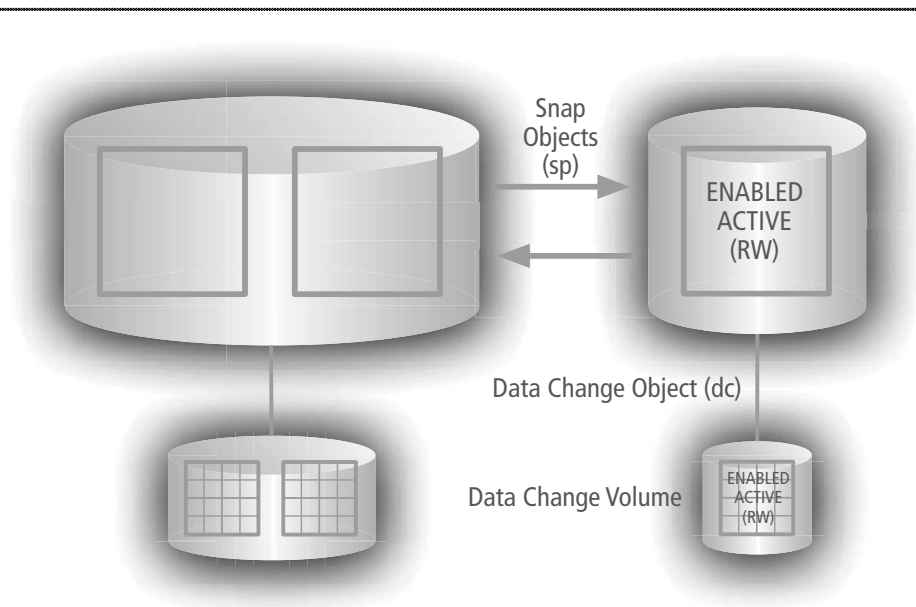 Snap
Objects
(sp)
ENABLED
ACTIVE
(RW)
Data Change Object (dc)
Data Change Volume
ENABLED
ACTIVE
(RW)